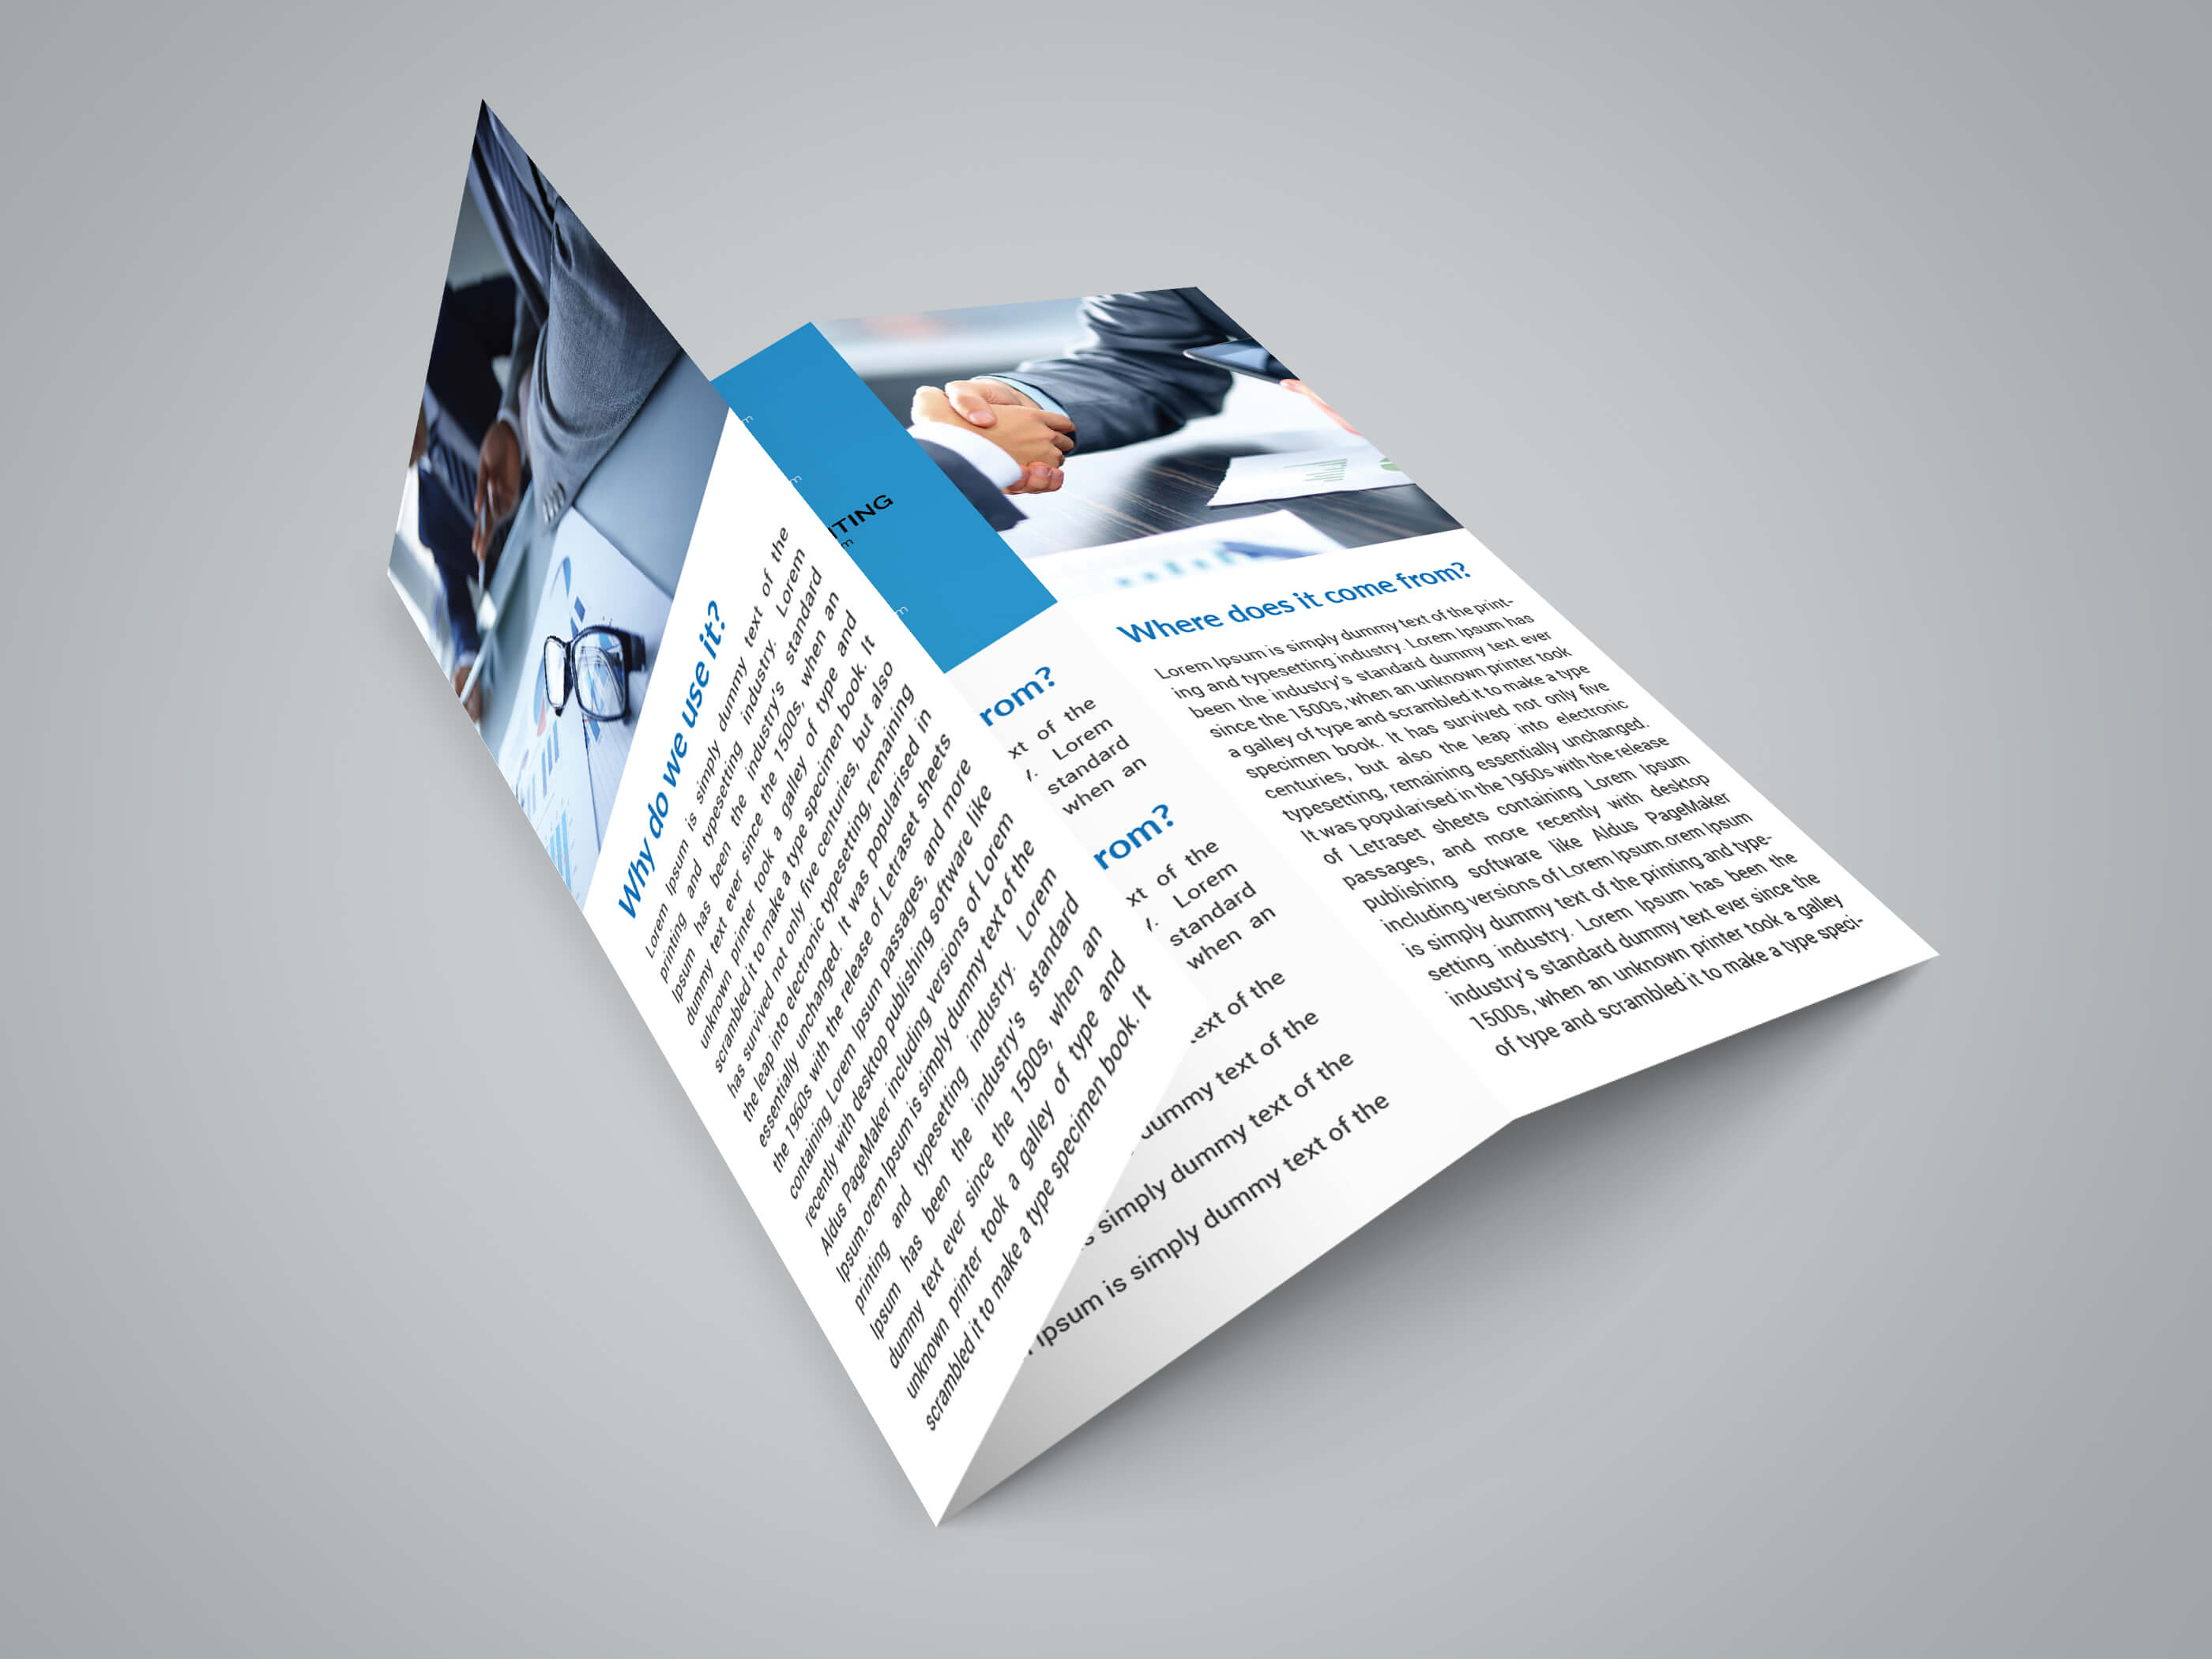 Why do we use it?
Lorem Ipsum is simply dummy text of the
printing and typesetting industry. Lorem
Ipsum has been the industry's standard
dummy text ever since the 1500s, when an
unknown printer took a galley of type and
scrambled it to make a type specimen book. It
has survived not only five centuries, but also
the leap into electronic typesetting, remaining
essentially unchanged. It was popularised in
the 1960s with the release of Letraset sheets
containing Lorem Ipsum passages, and more
recently with desktop publishing software like
Aldus PageMaker including versions of Lorem
Ipsum.orem Ipsum is simply dummy text of the
printing and typesetting industry. Lorem
Ipsum has been the industry's standard
dummy text ever since the 1500s, when an
unknown printer took a galley of type and
scrambled it to make a type specimen book. It
m
m
ITING
m
m
rom?
xt of the
y. Lorem
standard
when an
rom?
xt of the
y. Lorem
standard
when an
text of the
dummy text of the
is simply dummy text of the
Ipsum is simply dummy text of the
Where does it come from?
Lorem Ipsum is simply dummy text of the print-
ing and typesetting industry. Lorem Ipsum has
been the industry's standard dummy text ever
since the 1500s, when an unknown printer took
a galley of type and scrambled it to make a type
specimen book. It has survived not only five
centuries, but also the leap into electronic
typesetting, remaining essentially unchanged.
It was popularised in the 1960s with the release
of Letraset sheets containing Lorem Ipsum
passages, and more recently with desktop
publishing software like Aldus PageMaker
including versions of Lorem Ipsum.orem Ipsum
is simply dummy text of the printing and type-
setting industry. Lorem Ipsum has been the
industry's standard dummy text ever since the
1500s, when an unknown printer took a galley
of type and scrambled it to make a type speci-